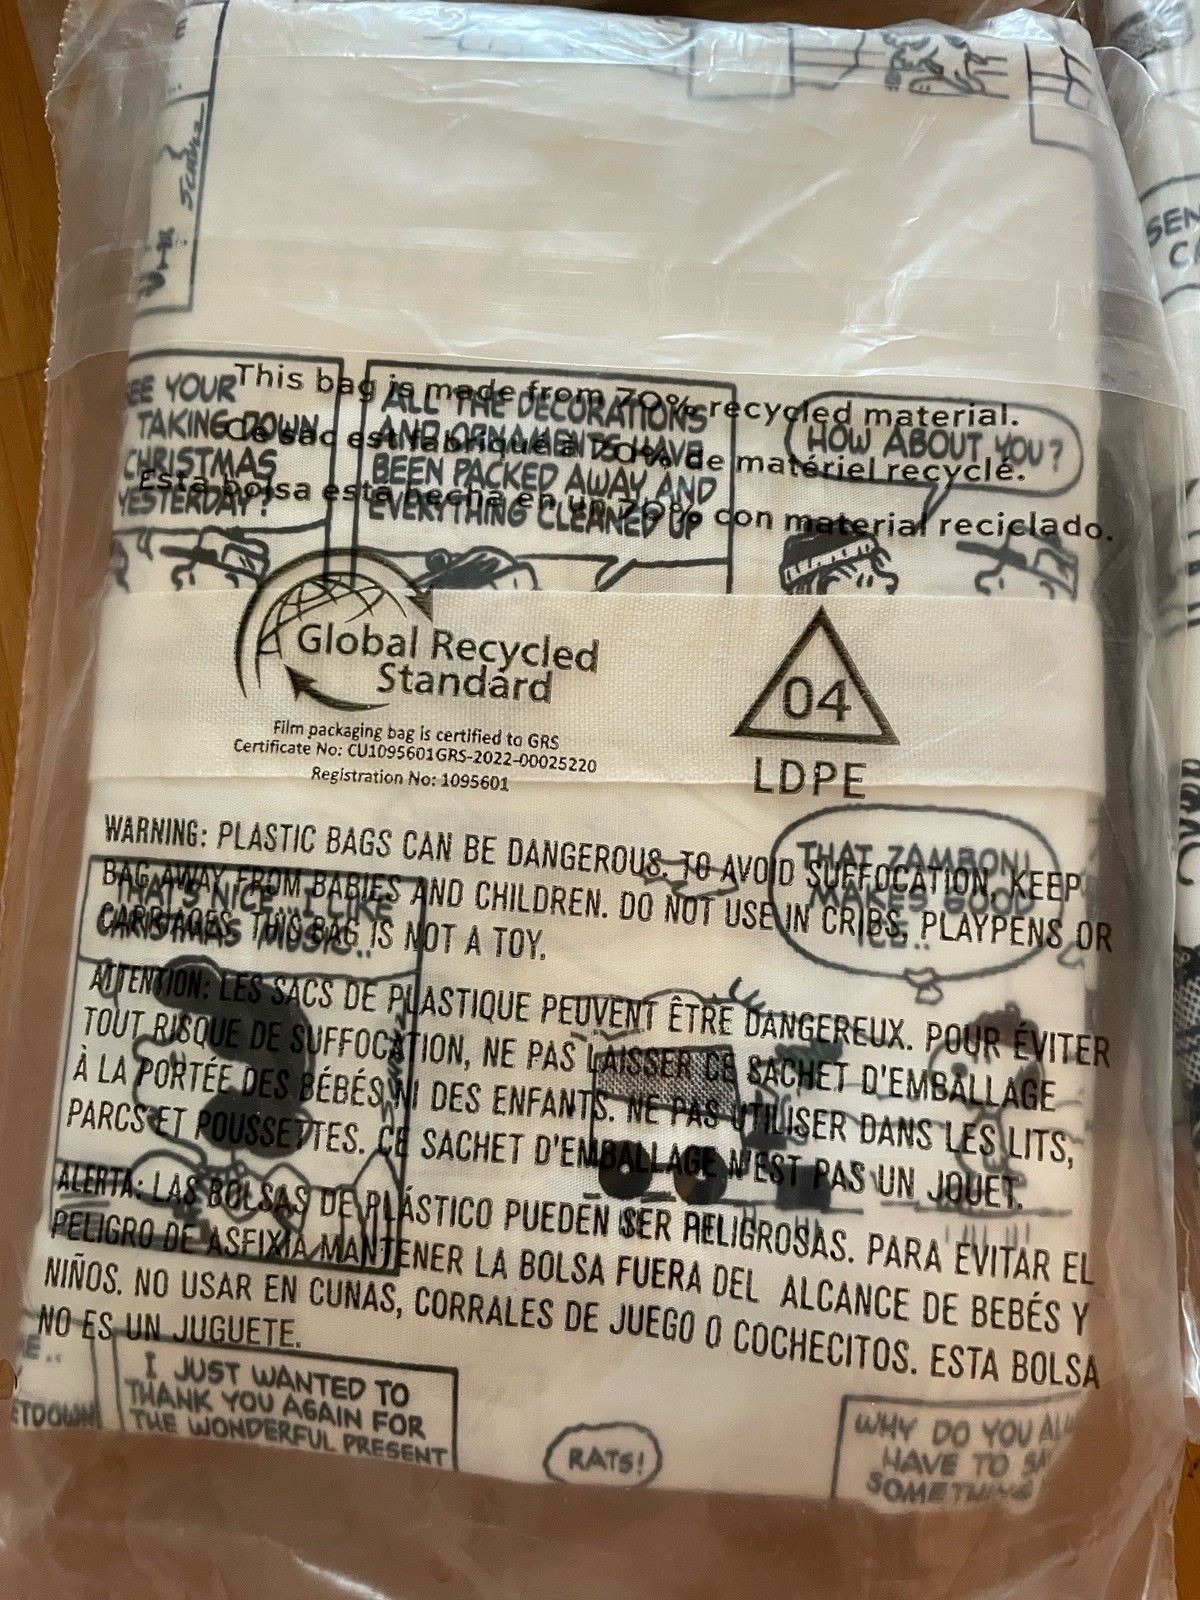 Schulz
This bag is made from 70% recycled material.
Ce sac est fabriqué à 70% de matériel recyclé.
Esta bolsa está hecha en un 70% con material reciclado.
SEE YOUR
TAKING DOWN
CHRISTMAS
YESTERDAY?
ALL THE DECORATIONS
AND ORNAMENTS HAVE
BEEN PACKED AWAY AND
EVERYTHING CLEANED UP
HOW ABOUT YOU?
Global Recycled
Standard
Film packaging bag is certified to GRS
Certificate No: CU1095601GRS-2022-00025220
Registration No: 1095601
04
LDPE
WARNING: PLASTIC BAGS CAN BE DANGEROUS. TO AVOID SUFFOCATION, KEEP
BAG AWAY FROM BABIES AND CHILDREN. DO NOT USE IN CRIBS, PLAYPENS OR
CARRIAGES. THIS BAG IS NOT A TOY.
THAT'S NICE.. I LIKE
CHRISTMAS MUSIC..
THAT ZAMBONI
MAKES GOOD
ICE..
ATTENTION: LES SACS DE PLASTIQUE PEUVENT ÊTRE DANGEREUX. POUR ÉVITER
TOUT RISQUE DE SUFFOCATION, NE PAS LAISSER CE SACHET D'EMBALLAGE
À LA PORTÉE DES BÉBÉS NI DES ENFANTS. NE PAS UTILISER DANS LES LITS,
PARCS ET POUSSETTES. CE SACHET D'EMBALLAGE N'EST PAS UN JOUET.
ALERTA: LAS BOLSAS DE PLÁSTICO PUEDEN SER PELIGROSAS. PARA EVITAR EL
PELIGRO DE ASFIXIA MANTENER LA BOLSA FUERA DEL ALCANCE DE BEBÉS Y
NIÑOS. NO USAR EN CUNAS, CORRALES DE JUEGO O COCHECITOS. ESTA BOLSA
NO ES UN JUGUETE.
I JUST WANTED TO
THANK YOU AGAIN FOR
THE WONDERFUL PRESENT
RATS!
WHY DO YOU
HAVE TO
SOMETHING